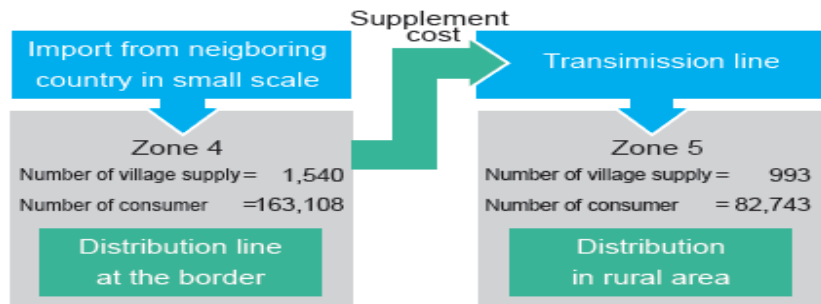 Supplement
cost
Import from neigboring
country in small scale
Transimission line
Zone 4
Number of village supply = 1,540
Number of consumer =163,108
Distribution line
at the border
Zone 5
Number of village supply = 993
Number of consumer = 82,743
Distribution
in rural area